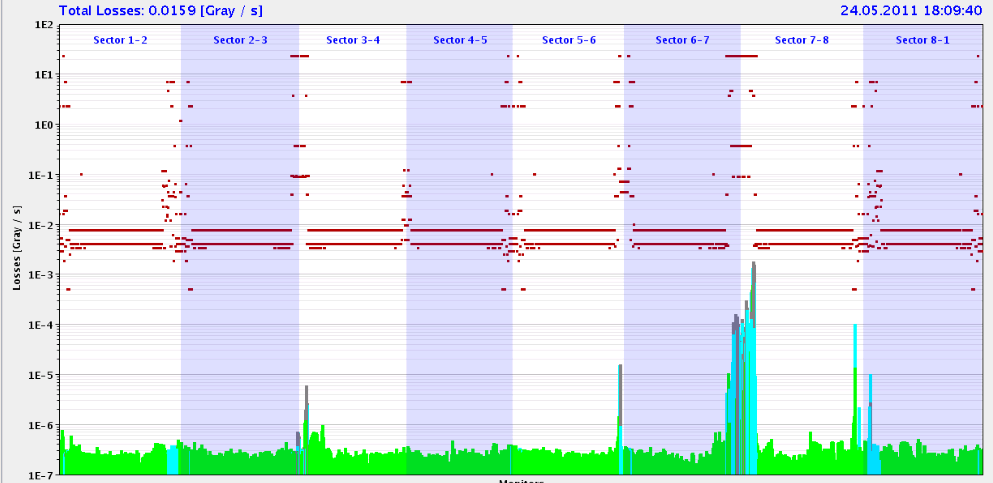 Total Losses: 0.0159 [Gray / s] 24.05.2011 18:09:40
1E2
Sector 1-2 Sector 2-3 Sector 3-4 Sector 4-5 Sector 5-6 Sector 6-7 Sector 7-8 Sector 8-1
1E1
1E0
1E-1
1E-2
1E-3
1E-4
1E-5
1E-6
1E-7
Losses [Gray / s]
Monitors